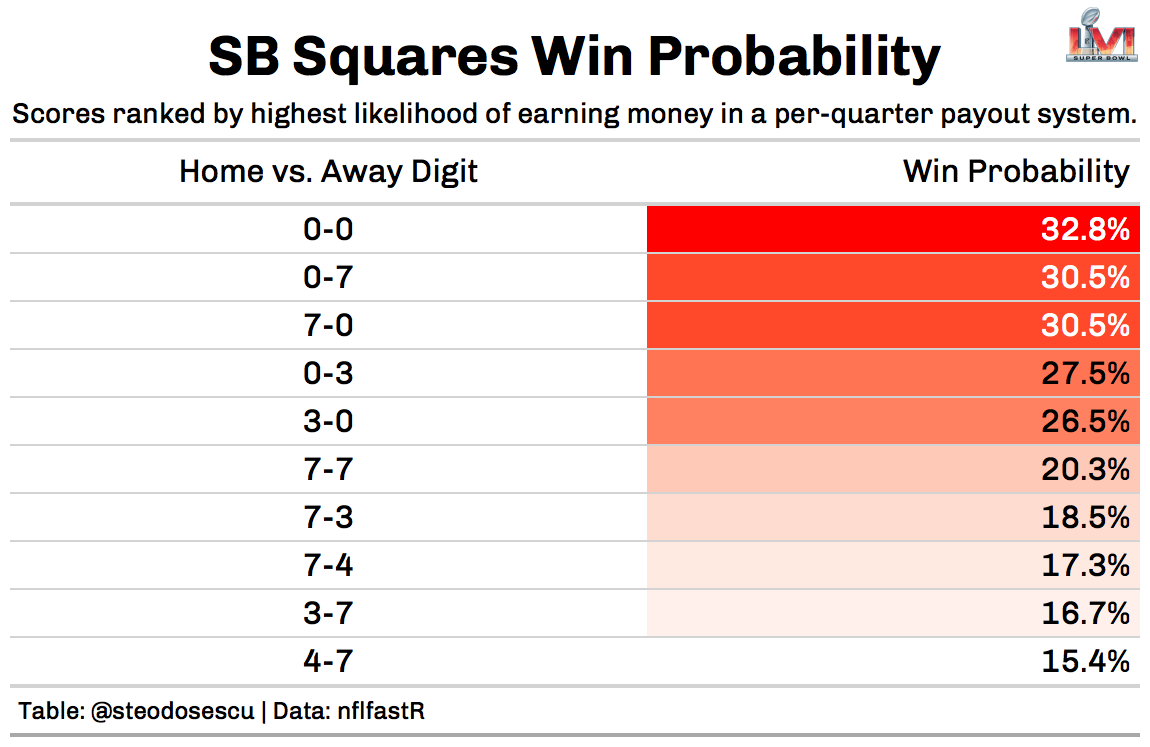 LVI
SUPER BOWL
SB Squares Win Probability
Scores ranked by highest likelihood of earning money in a per-quarter payout system.
Home vs. Away Digit Win Probability
0-0 32.8%
0-7 30.5%
7-0 30.5%
0-3 27.5%
3-0 26.5%
7-7 20.3%
7-3 18.5%
7-4 17.3%
3-7 16.7%
4-7 15.4%
Table: @steodosescu | Data: nflfastR